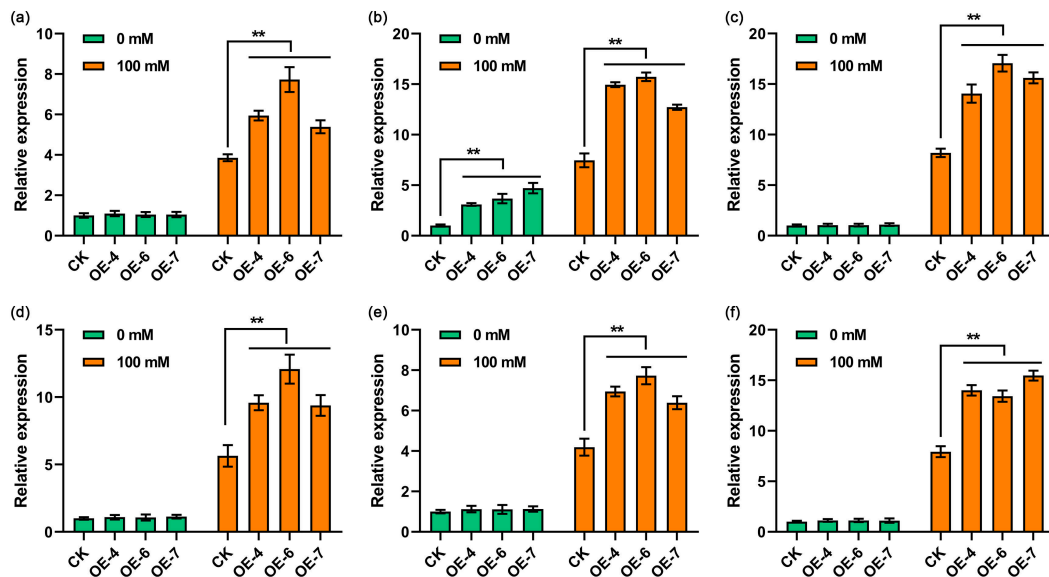 (a)
0 mM
100 mM
**
Relative expression
10
8
6
4
2
0
CK OE-4 OE-6 OE-7 CK OE-4 OE-6 OE-7
(b)
0 mM
100 mM
**
**
Relative expression
20
15
10
5
0
CK OE-4 OE-6 OE-7 CK OE-4 OE-6 OE-7
(c)
0 mM
100 mM
**
Relative expression
20
15
10
5
0
CK OE-4 OE-6 OE-7 CK OE-4 OE-6 OE-7
(d)
0 mM
100 mM
**
Relative expression
15
10
5
0
CK OE-4 OE-6 OE-7 CK OE-4 OE-6 OE-7
(e)
0 mM
100 mM
**
Relative expression
10
8
6
4
2
0
CK OE-4 OE-6 OE-7 CK OE-4 OE-6 OE-7
(f)
0 mM
100 mM
**
Relative expression
20
15
10
5
0
CK OE-4 OE-6 OE-7 CK OE-4 OE-6 OE-7